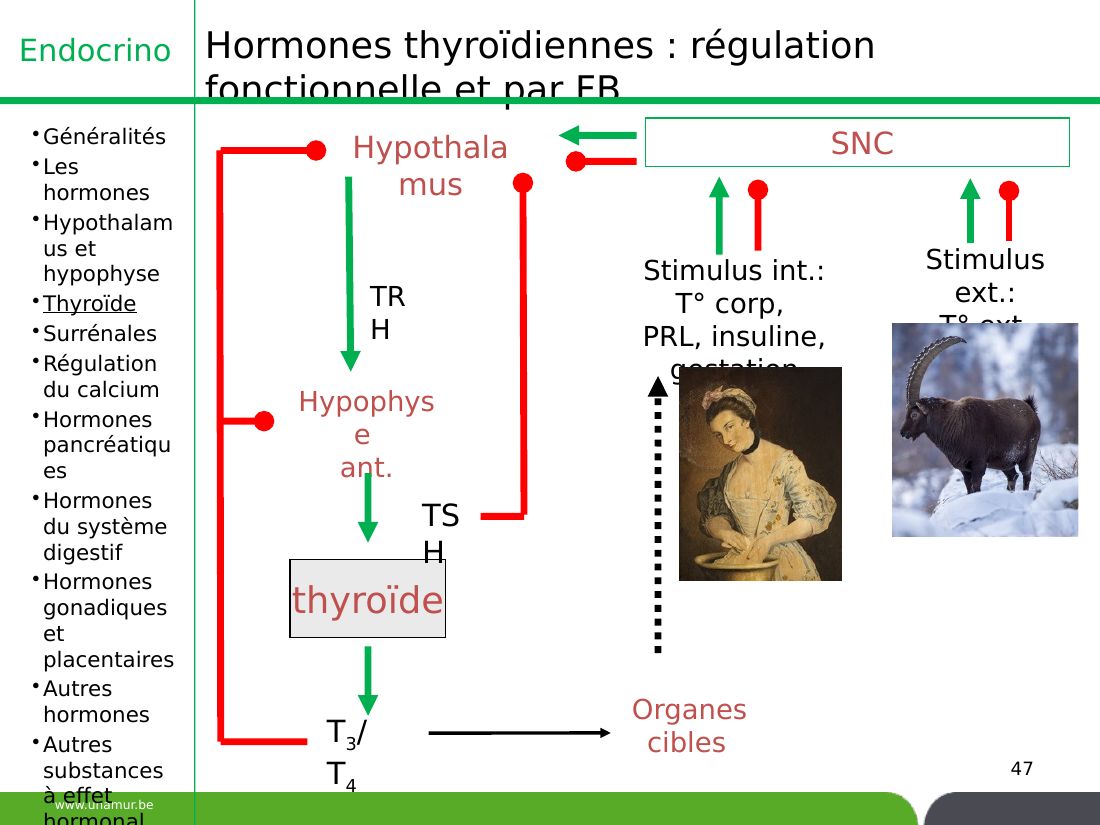 Endocrino
Hormones thyroïdiennes : régulation
fonctionnelle et par FB
•Généralités
•Les
hormones
•Hypothalam
us et
hypophyse
•Thyroïde
•Surrénales
•Régulation
du calcium
•Hormones
pancréatiqu
es
•Hormones
du système
digestif
•Hormones
gonadiques
et
placentaires
•Autres
hormones
•Autres
substances
à effet
hormonal
Hypothala
mus
SNC
Stimulus int.:
T° corp,
PRL, insuline,
gestation
Stimulus
ext.:
T° ext.
TR
H
Hypophys
e
ant.
TS
H
thyroïde
T3/
T4
Organes
cibles
47
www.unamur.be